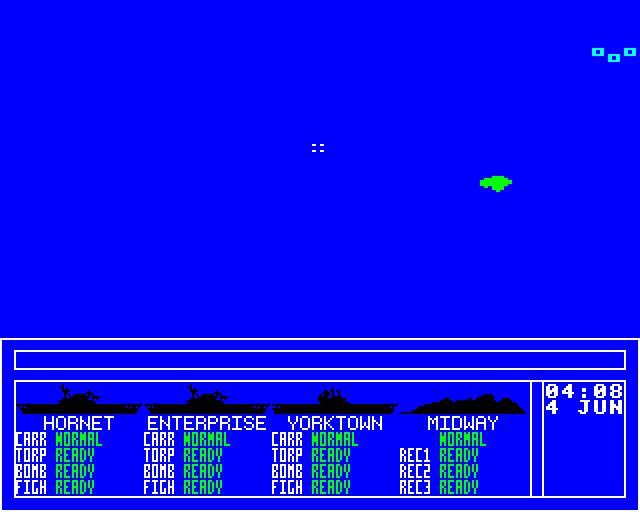 04:08
4 JUN
HORNET ENTERPRISE YORKTOWN MIDWAY
CARR NORMAL CARR NORMAL CARR NORMAL NORMAL
TORP READY TORP READY TORP READY REC1 READY
BOMB READY BOMB READY BOMB READY REC2 READY
FIGH READY FIGH READY FIGH READY REC3 READY